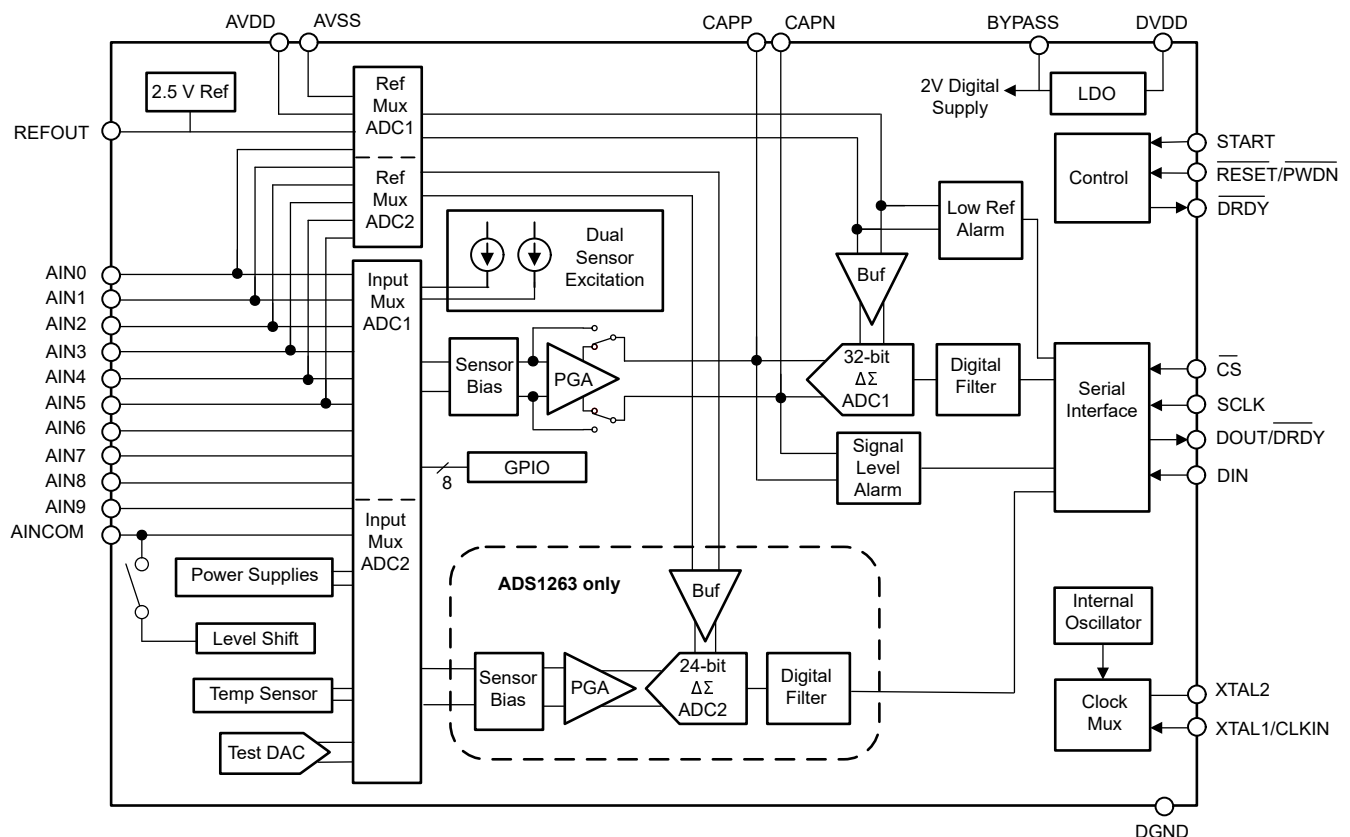 AVDD
AVSS
CAPP
CAPN
BYPASS
DVDD
2.5 V Ref
Ref
Mux
ADC1
2V Digital
Supply
LDO
REFOUT
START
RESET/PWDN
DRDY
Control
Ref
Mux
ADC2
Low Ref
Alarm
Dual
Sensor
Excitation
AIN0
AIN1
AIN2
AIN3
AIN4
AIN5
AIN6
AIN7
AIN8
AIN9
AINCOM
Input
Mux
ADC1
Buf
Sensor
Bias
PGA
32-bit
ΔΣ
ADC1
Digital
Filter
Serial
Interface
CS
SCLK
DOUT/DRDY
DIN
GPIO
8
Signal
Level
Alarm
Input
Mux
ADC2
Power Supplies
Level Shift
Temp Sensor
Test DAC
ADS1263 only
Buf
Sensor
Bias
PGA
24-bit
ΔΣ
ADC2
Digital
Filter
Internal
Oscillator
Clock
Mux
XTAL2
XTAL1/CLKIN
DGND